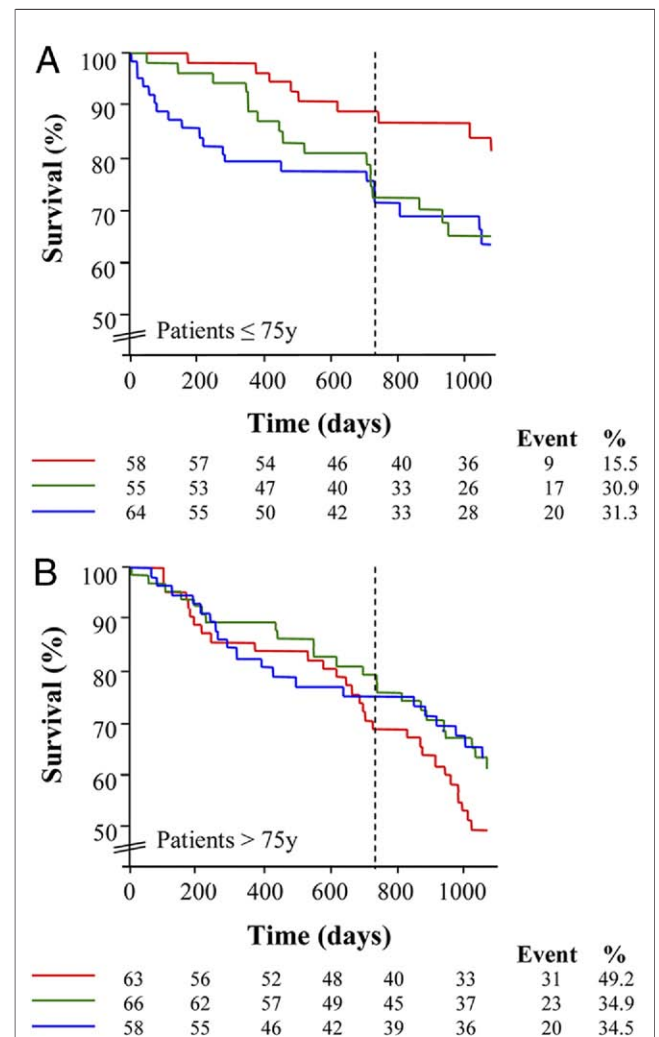 A
100
90
80
70
60
50
Survival (%)
Patients ≤ 75y
0 200 400 600 800 1000
Time (days)
Event %
58 57 54 46 40 36 9 15.5
55 53 47 40 33 26 17 30.9
64 55 50 42 33 28 20 31.3
B
100
90
80
70
60
50
Survival (%)
Patients > 75y
0 200 400 600 800 1000
Time (days)
Event %
63 56 52 48 40 33 31 49.2
66 62 57 49 45 37 23 34.9
58 55 46 42 39 36 20 34.5